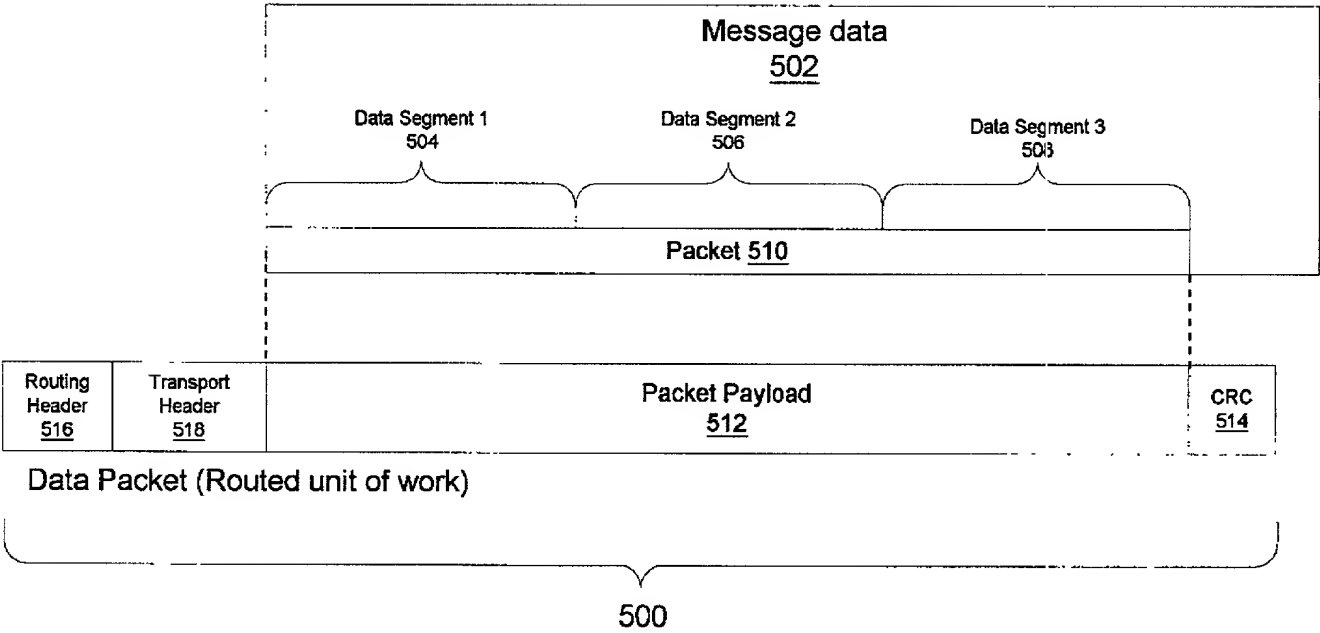 Message data
502
Data Segment 1
504
Data Segment 2
506
Data Segment 3
508
Packet 510
Routing
Header
516
Transport
Header
518
Packet Payload
512
CRC
514
Data Packet (Routed unit of work)
500